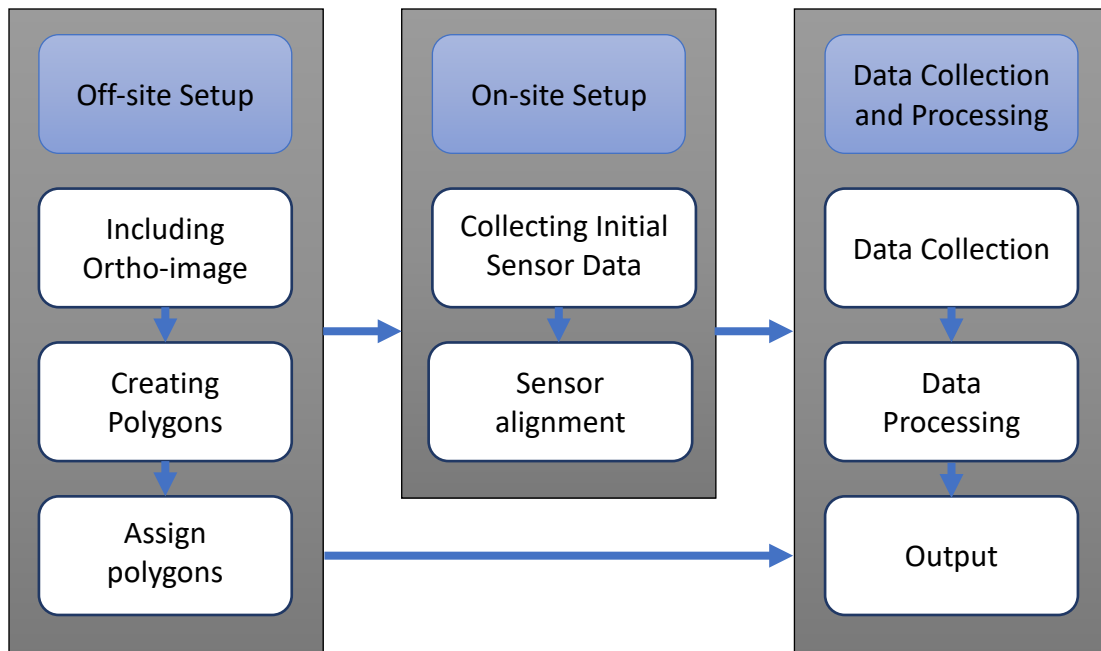 Off-site Setup
Including
Ortho-image
Creating
Polygons
Assign
polygons
On-site Setup
Collecting Initial
Sensor Data
Sensor
alignment
Data Collection
and Processing
Data Collection
Data
Processing
Output